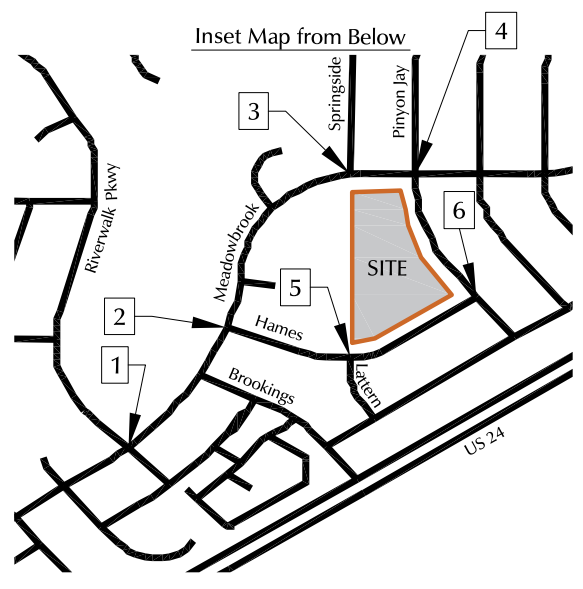 Inset Map from Below
4
Springside
Pinyon Jay
3
Riverwalk Pkwy
Meadowbrook
6
SITE
5
2
Hames
1
Brookings
Lattern
US 24